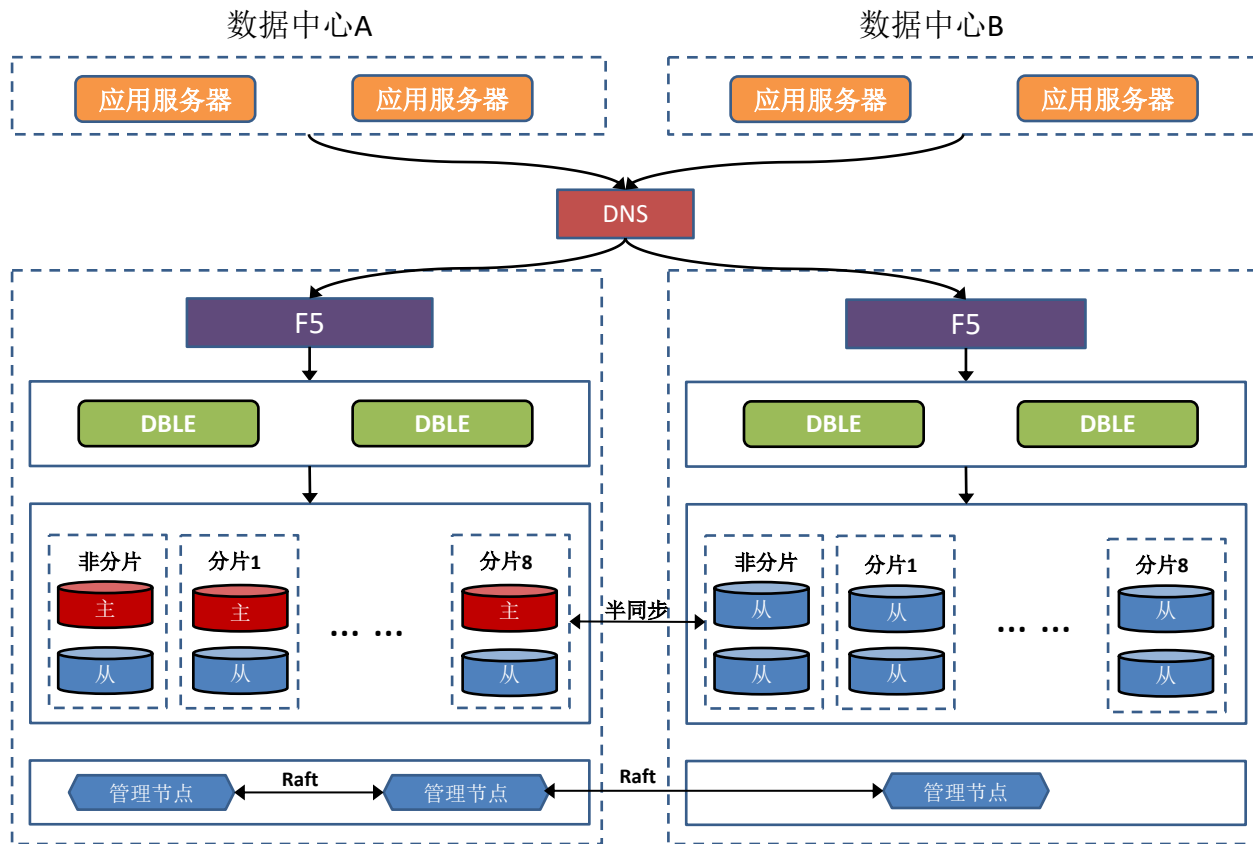 数据中心A
数据中心B
应用服务器
应用服务器
应用服务器
应用服务器
DNS
F5
F5
DBLE
DBLE
DBLE
DBLE
非分片
分片1
分片8
主
主
主
... ...
从
从
从
半同步
非分片
分片1
分片8
从
从
从
... ...
从
从
从
管理节点
Raft
管理节点
Raft
管理节点